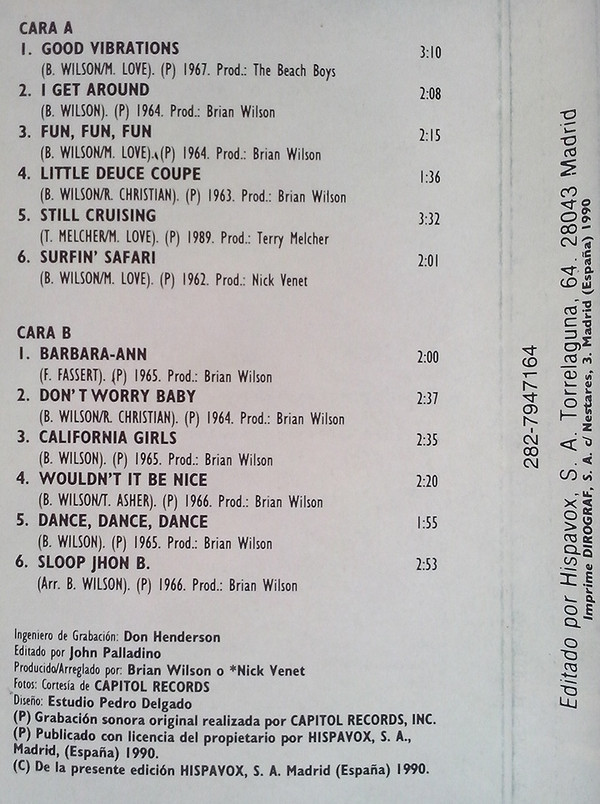 CARA A
1. GOOD VIBRATIONS 3:10
(B. WILSON/M. LOVE). (P) 1967. Prod.: The Beach Boys
2. I GET AROUND 2:08
(B. WILSON). (P) 1964. Prod.: Brian Wilson
3. FUN, FUN, FUN 2:15
(B. WILSON/M. LOVE). (P) 1964. Prod.: Brian Wilson
4. LITTLE DEUCE COUPE 1:36
(B. WILSON/R. CHRISTIAN). (P) 1963. Prod.: Brian Wilson
5. STILL CRUISING 3:32
(T. MELCHER/M. LOVE). (P) 1989. Prod.: Terry Melcher
6. SURFIN' SAFARI 2:01
(B. WILSON/M. LOVE). (P) 1962. Prod.: Nick Venet
CARA B
1. BARBARA-ANN 2:00
(F. FASSERT). (P) 1965. Prod.: Brian Wilson
2. DON'T WORRY BABY 2:37
(B. WILSON/R. CHRISTIAN). (P) 1964. Prod.: Brian Wilson
3. CALIFORNIA GIRLS 2:35
(B. WILSON). (P) 1965. Prod.: Brian Wilson
4. WOULDN'T IT BE NICE 2:20
(B. WILSON/T. ASHER). (P) 1966. Prod.: Brian Wilson
5. DANCE, DANCE, DANCE 1:55
(B. WILSON). (P) 1965. Prod.: Brian Wilson
6. SLOOP JHON B. 2:53
(Arr. B. WILSON). (P) 1966. Prod.: Brian Wilson
Ingeniero de Grabación: Don Henderson
Editado por John Palladino
Producido/Arreglado por: Brian Wilson o *Nick Venet
Fotos: Cortesía de CAPITOL RECORDS
Diseño: Estudio Pedro Delgado
(P) Grabación sonora original realizada por CAPITOL RECORDS, INC.
(P) Publicado con licencia del propietario por HISPAVOX, S. A.,
Madrid, (España) 1990.
(C) De la presente edición HISPAVOX, S. A. Madrid (España) 1990.
282-7947164
Editado por Hispavox, S. A. Torrelaguna, 64. 28043 Madrid
Imprime DIROGRAF, S. A. c/ Nestares, 3. Madrid (España) 1990